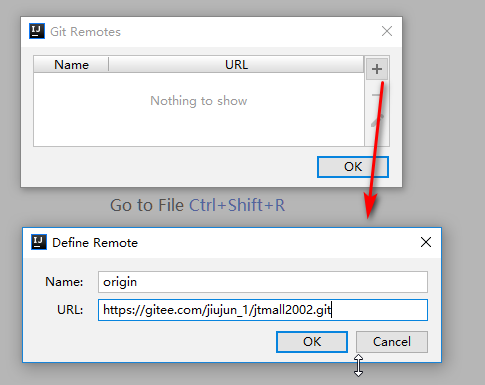 IJ Git Remotes
Name URL
Nothing to show
OK
Go to File Ctrl+Shift+R
IJ Define Remote
Name: origin
URL: https://gitee.com/jiujun_1/jtmall2002.git
OK Cancel